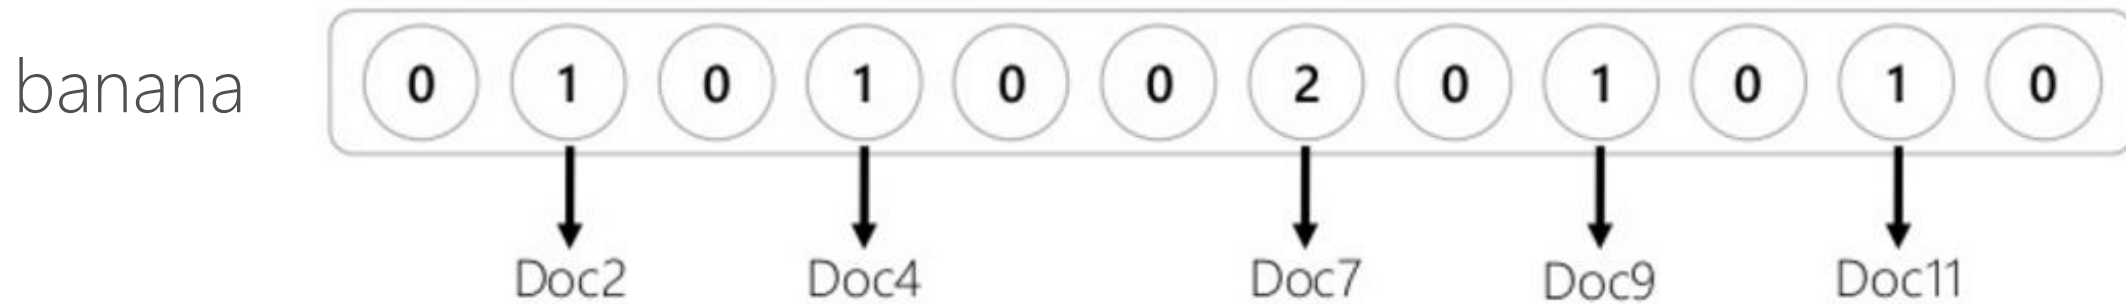 banana 0 1 0 1 0 0 2 0 1 0 1 0
Doc2 Doc4 Doc7 Doc9 Doc11